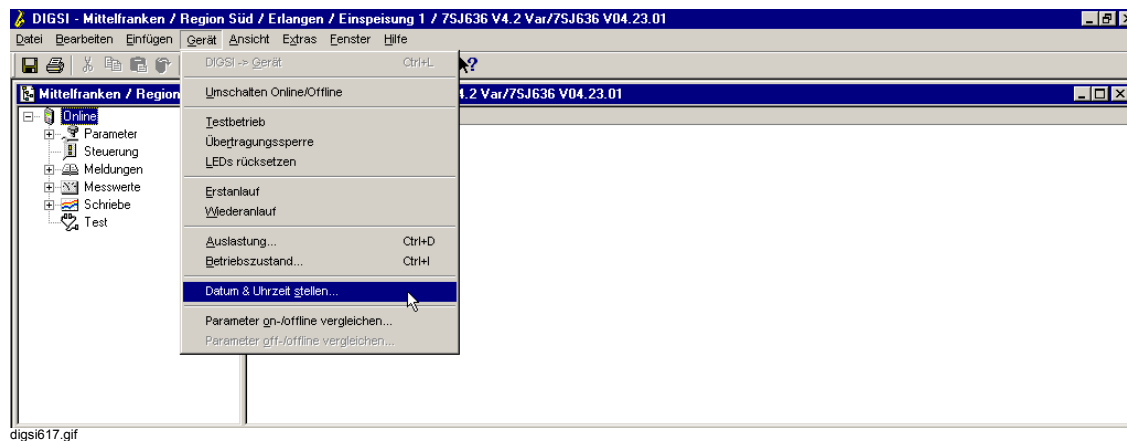 DIGSI - Mittelfranken / Region Süd / Erlangen / Einspeisung 1 / 7SJ636 V4.2 Var/7SJ636 V04.23.01
Datei Bearbeiten Einfügen Gerät Ansicht Extras Fenster Hilfe
DIGSI -> Gerät Ctrl+L
Mittelfranken / Region
4.2 Var/7SJ636 V04.23.01
Umschalten Online/Offline
Online
Parameter
Steuerung
Meldungen
Messwerte
Schriebe
Test
Testbetrieb
Übertragungssperre
LEDs rücksetzen
Erstanlauf
Wiederanlauf
Auslastung... Ctrl+D
Betriebszustand... Ctrl+I
Datum & Uhrzeit stellen...
Parameter on-/offline vergleichen...
Parameter off-/offline vergleichen...
digsi617.gif